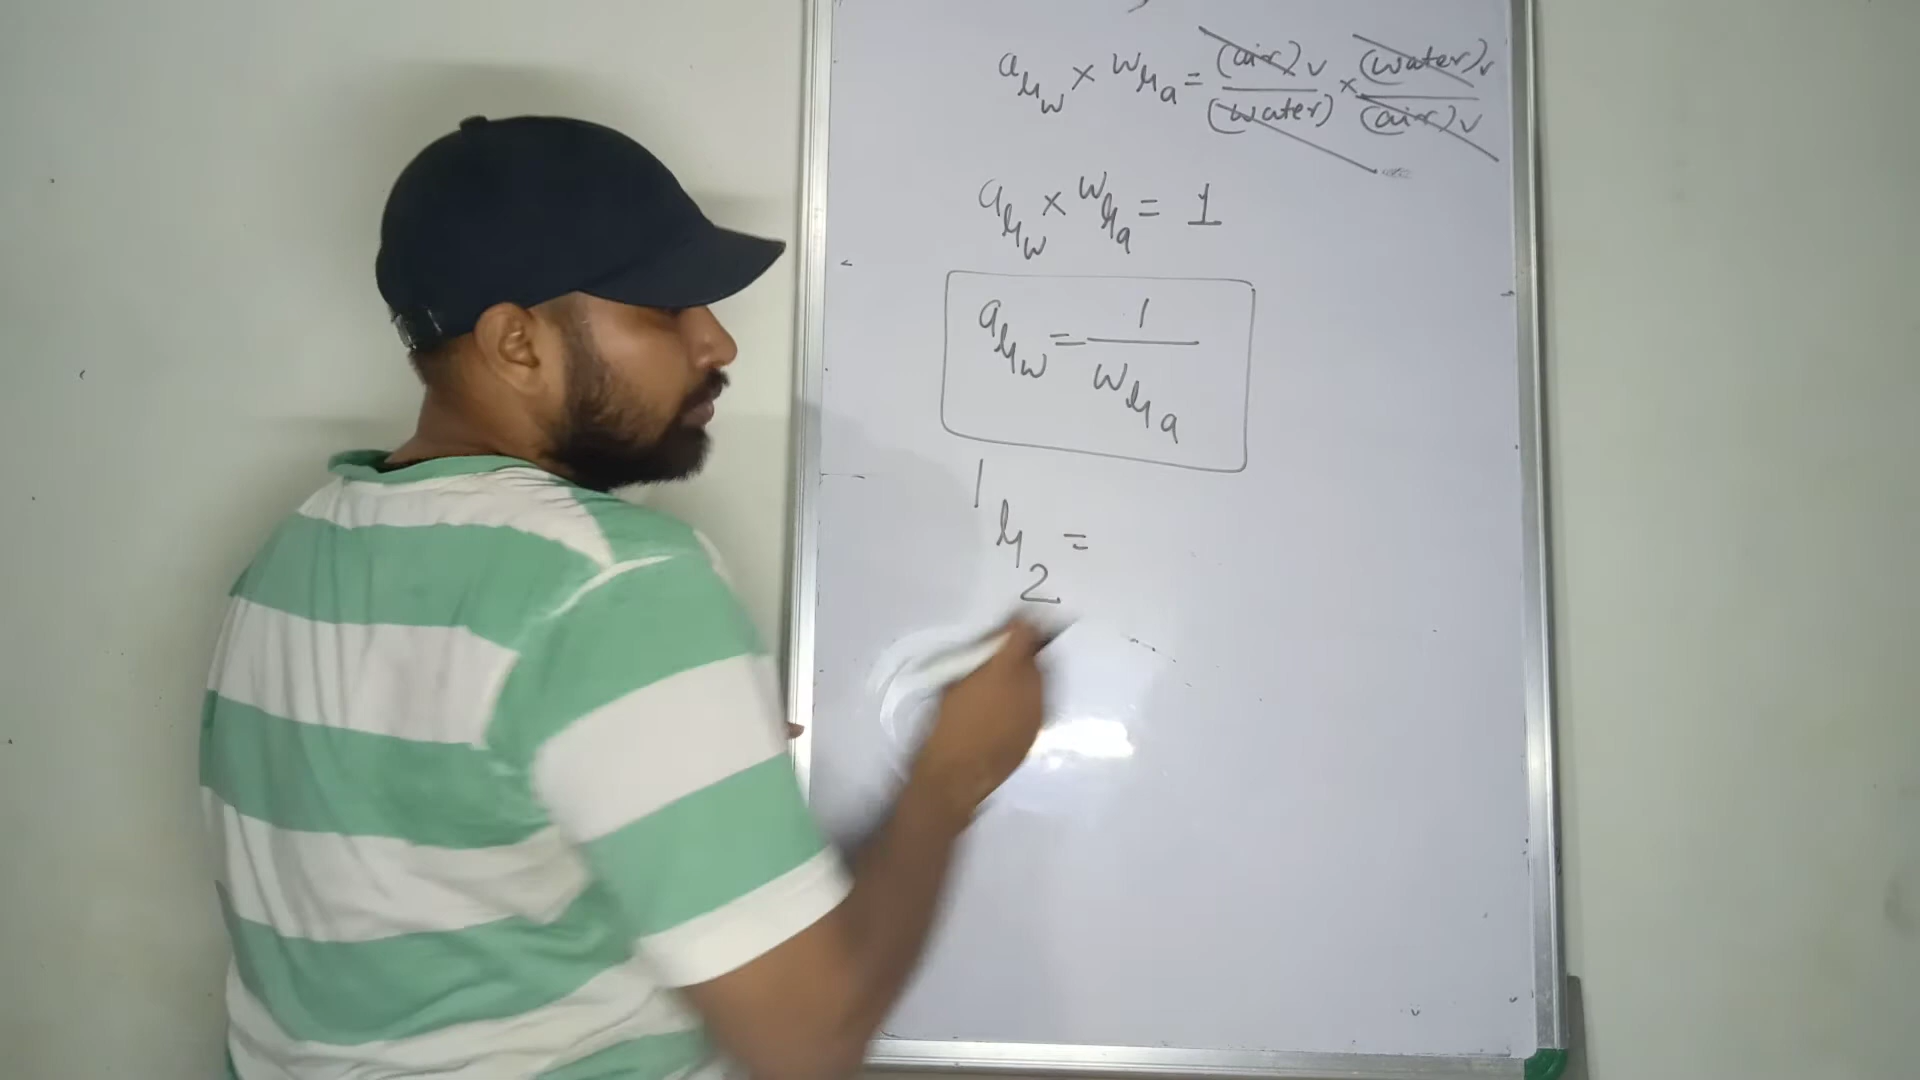 aμw × wμa = (air)v / (water) × (water)v / (air)v
aμw × wμa = 1
aμw = 1 / wμa
1μ2 =